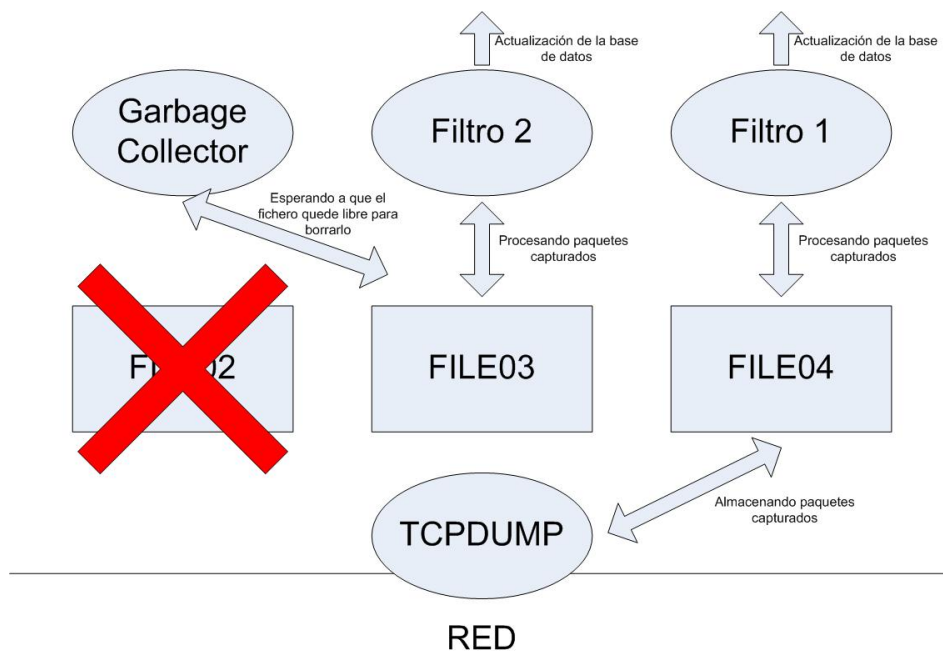 Actualización de la base
de datos
Actualización de la base
de datos
Garbage
Collector
Filtro 2
Filtro 1
Esperando a que el
fichero quede libre para
borrarlo
Procesando paquetes
capturados
Procesando paquetes
capturados
FILE03
FILE04
Almacenando paquetes
capturados
TCPDUMP
RED